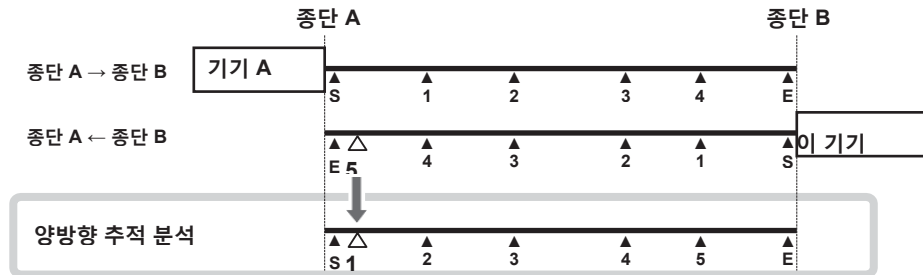 종단 A 종단 B
종단 A → 종단 B 기기 A
S 1 2 3 4 E
종단 A ← 종단 B 이 기기
E 5 4 3 2 1 S
양방향 추적 분석
S 1 2 3 4 5 E